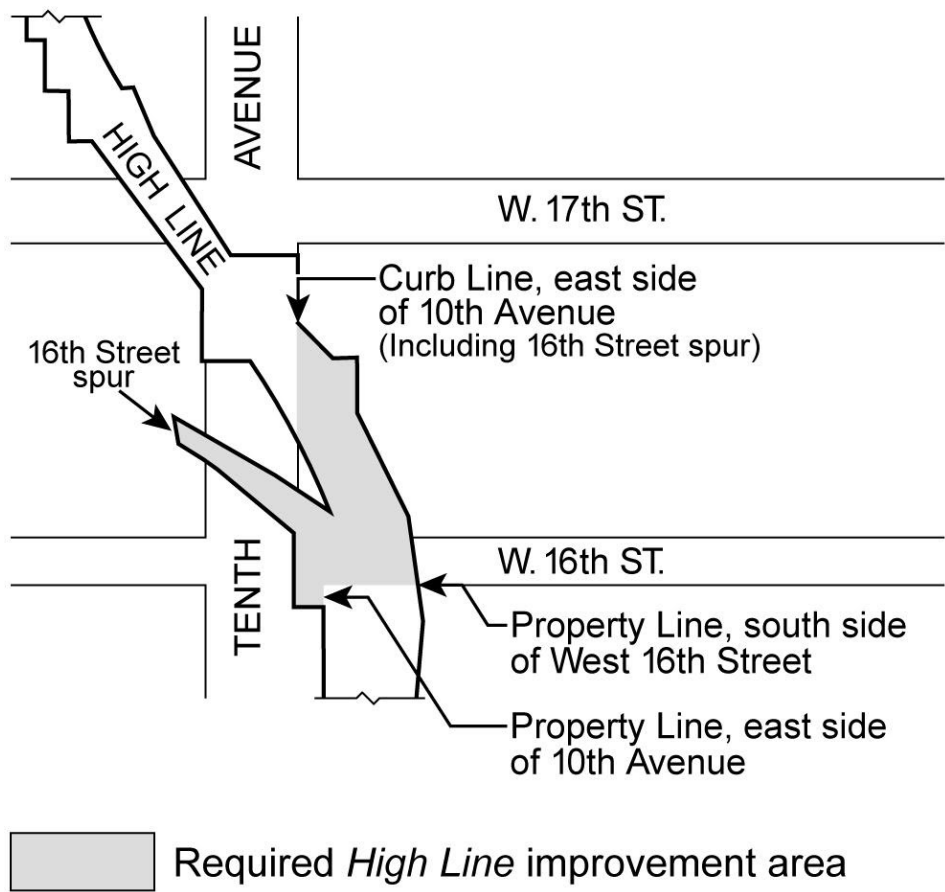 AVENUE
HIGH LINE
W. 17th ST.
Curb Line, east side
of 10th Avenue
(Including 16th Street spur)
16th Street
spur
TENTH
W. 16th ST.
Property Line, south side
of West 16th Street
Property Line, east side
of 10th Avenue
Required High Line improvement area